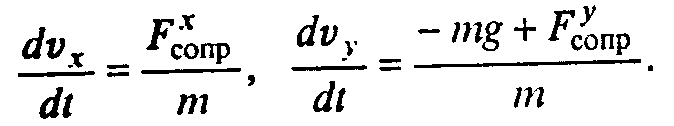 dv_x/dt = F^x_сопр/m, dv_y/dt = (−mg + F^y_сопр)/m.